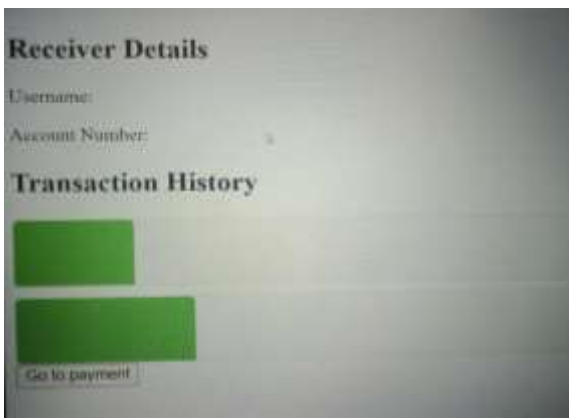 Receiver Details
Username:
Account Number:
Transaction History
Go to payment